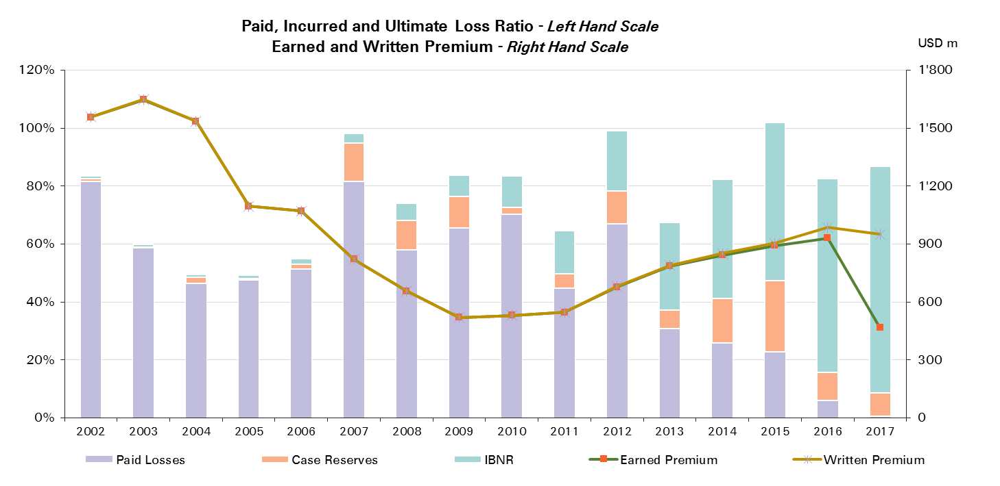 Paid, Incurred and Ultimate Loss Ratio - Left Hand Scale
Earned and Written Premium - Right Hand Scale
USD m
120%
100%
80%
60%
40%
20%
0%
1'800
1'500
1'200
900
600
300
0
2002 2003 2004 2005 2006 2007 2008 2009 2010 2011 2012 2013 2014 2015 2016 2017
Paid Losses Case Reserves IBNR Earned Premium Written Premium